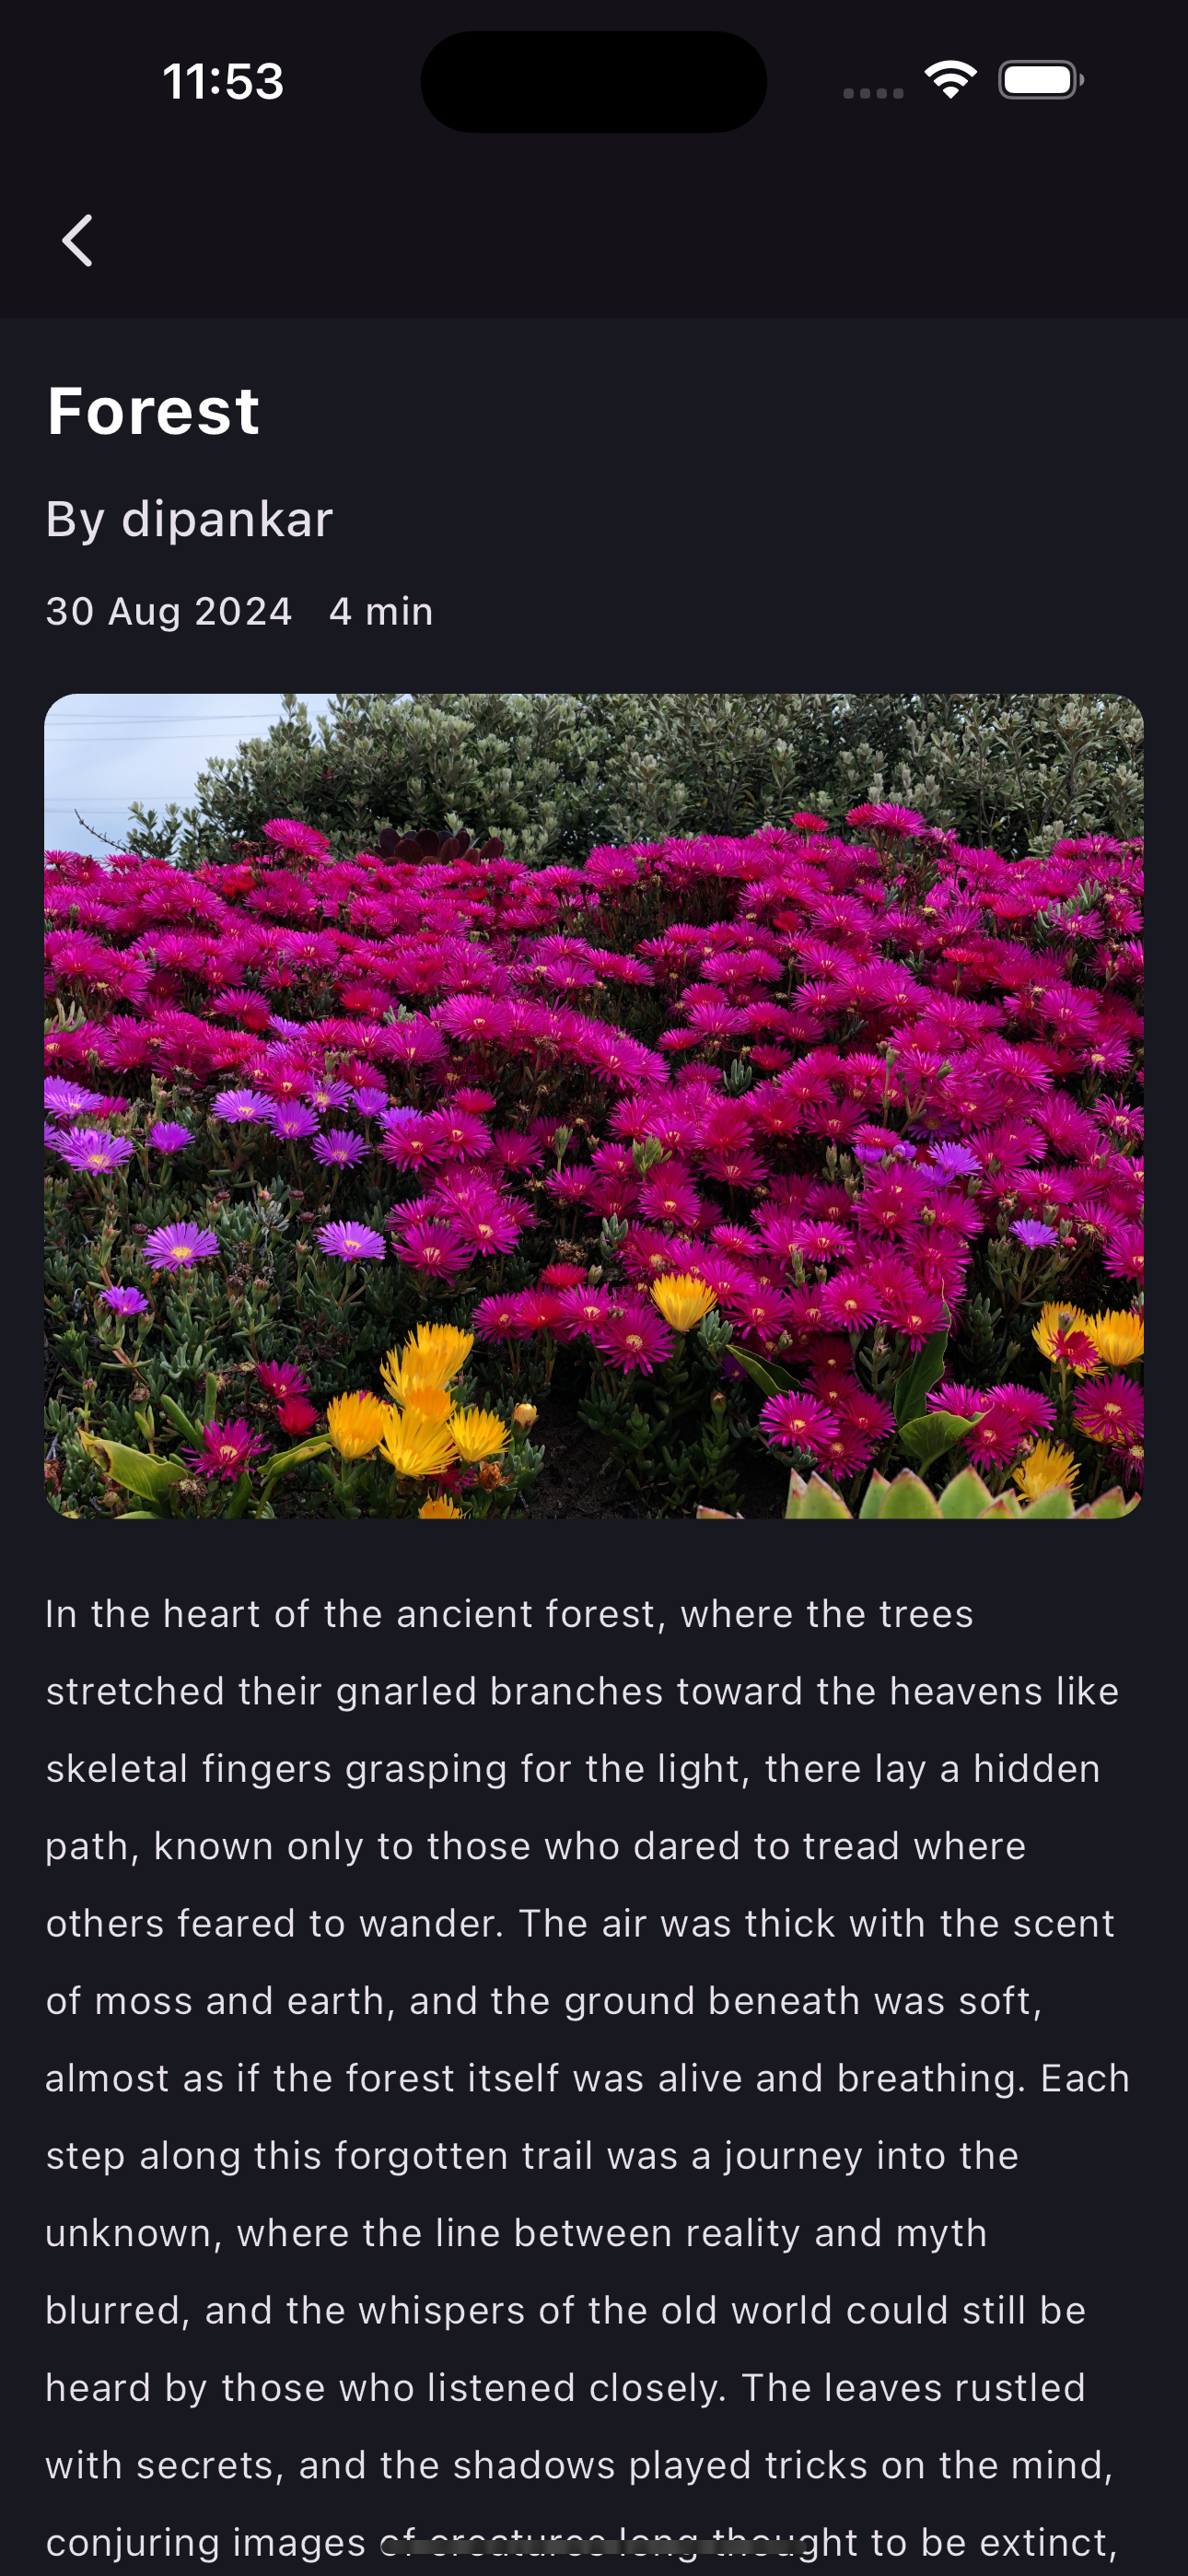 11:53
Forest
By dipankar
30 Aug 2024 4 min
In the heart of the ancient forest, where the trees
stretched their gnarled branches toward the heavens like
skeletal fingers grasping for the light, there lay a hidden
path, known only to those who dared to tread where
others feared to wander. The air was thick with the scent
of moss and earth, and the ground beneath was soft,
almost as if the forest itself was alive and breathing. Each
step along this forgotten trail was a journey into the
unknown, where the line between reality and myth
blurred, and the whispers of the old world could still be
heard by those who listened closely. The leaves rustled
with secrets, and the shadows played tricks on the mind,
conjuring images of creatures long thought to be extinct,